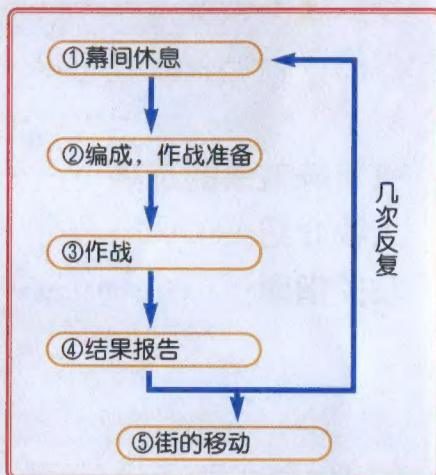 ①幕间休息
②编成，作战准备
③作战
④结果报告
⑤街的移动
几次反复